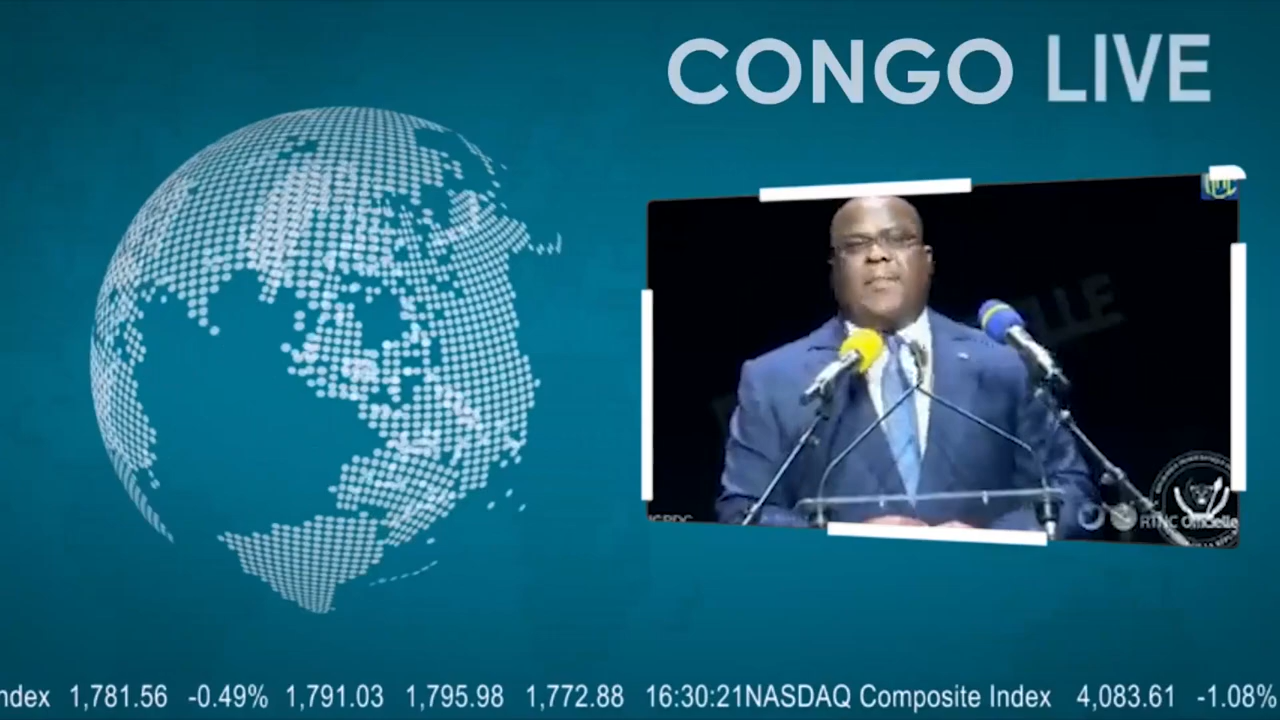 CONGO LIVE
RTNC Officielle
ndex 1,781.56 -0.49% 1,791.03 1,795.98 1,772.88 16:30:21NASDAQ Composite Index 4,083.61 -1.08%